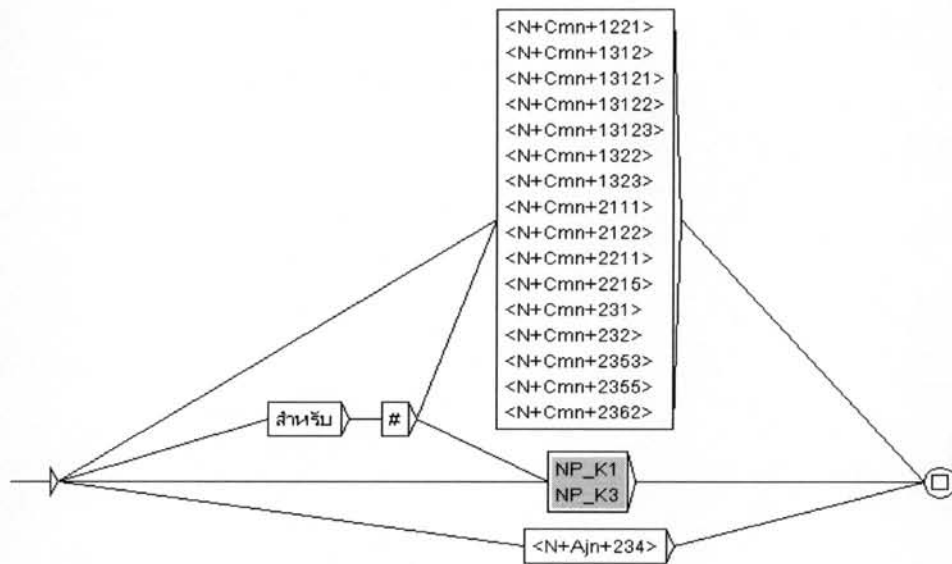 <N+Cmn+1221>
<N+Cmn+1312>
<N+Cmn+13121>
<N+Cmn+13122>
<N+Cmn+13123>
<N+Cmn+1322>
<N+Cmn+1323>
<N+Cmn+2111>
<N+Cmn+2122>
<N+Cmn+2211>
<N+Cmn+2215>
<N+Cmn+231>
<N+Cmn+232>
<N+Cmn+2353>
<N+Cmn+2355>
<N+Cmn+2362>
สำหรับ #
NP_K1
NP_K3
<N+Ajn+234>